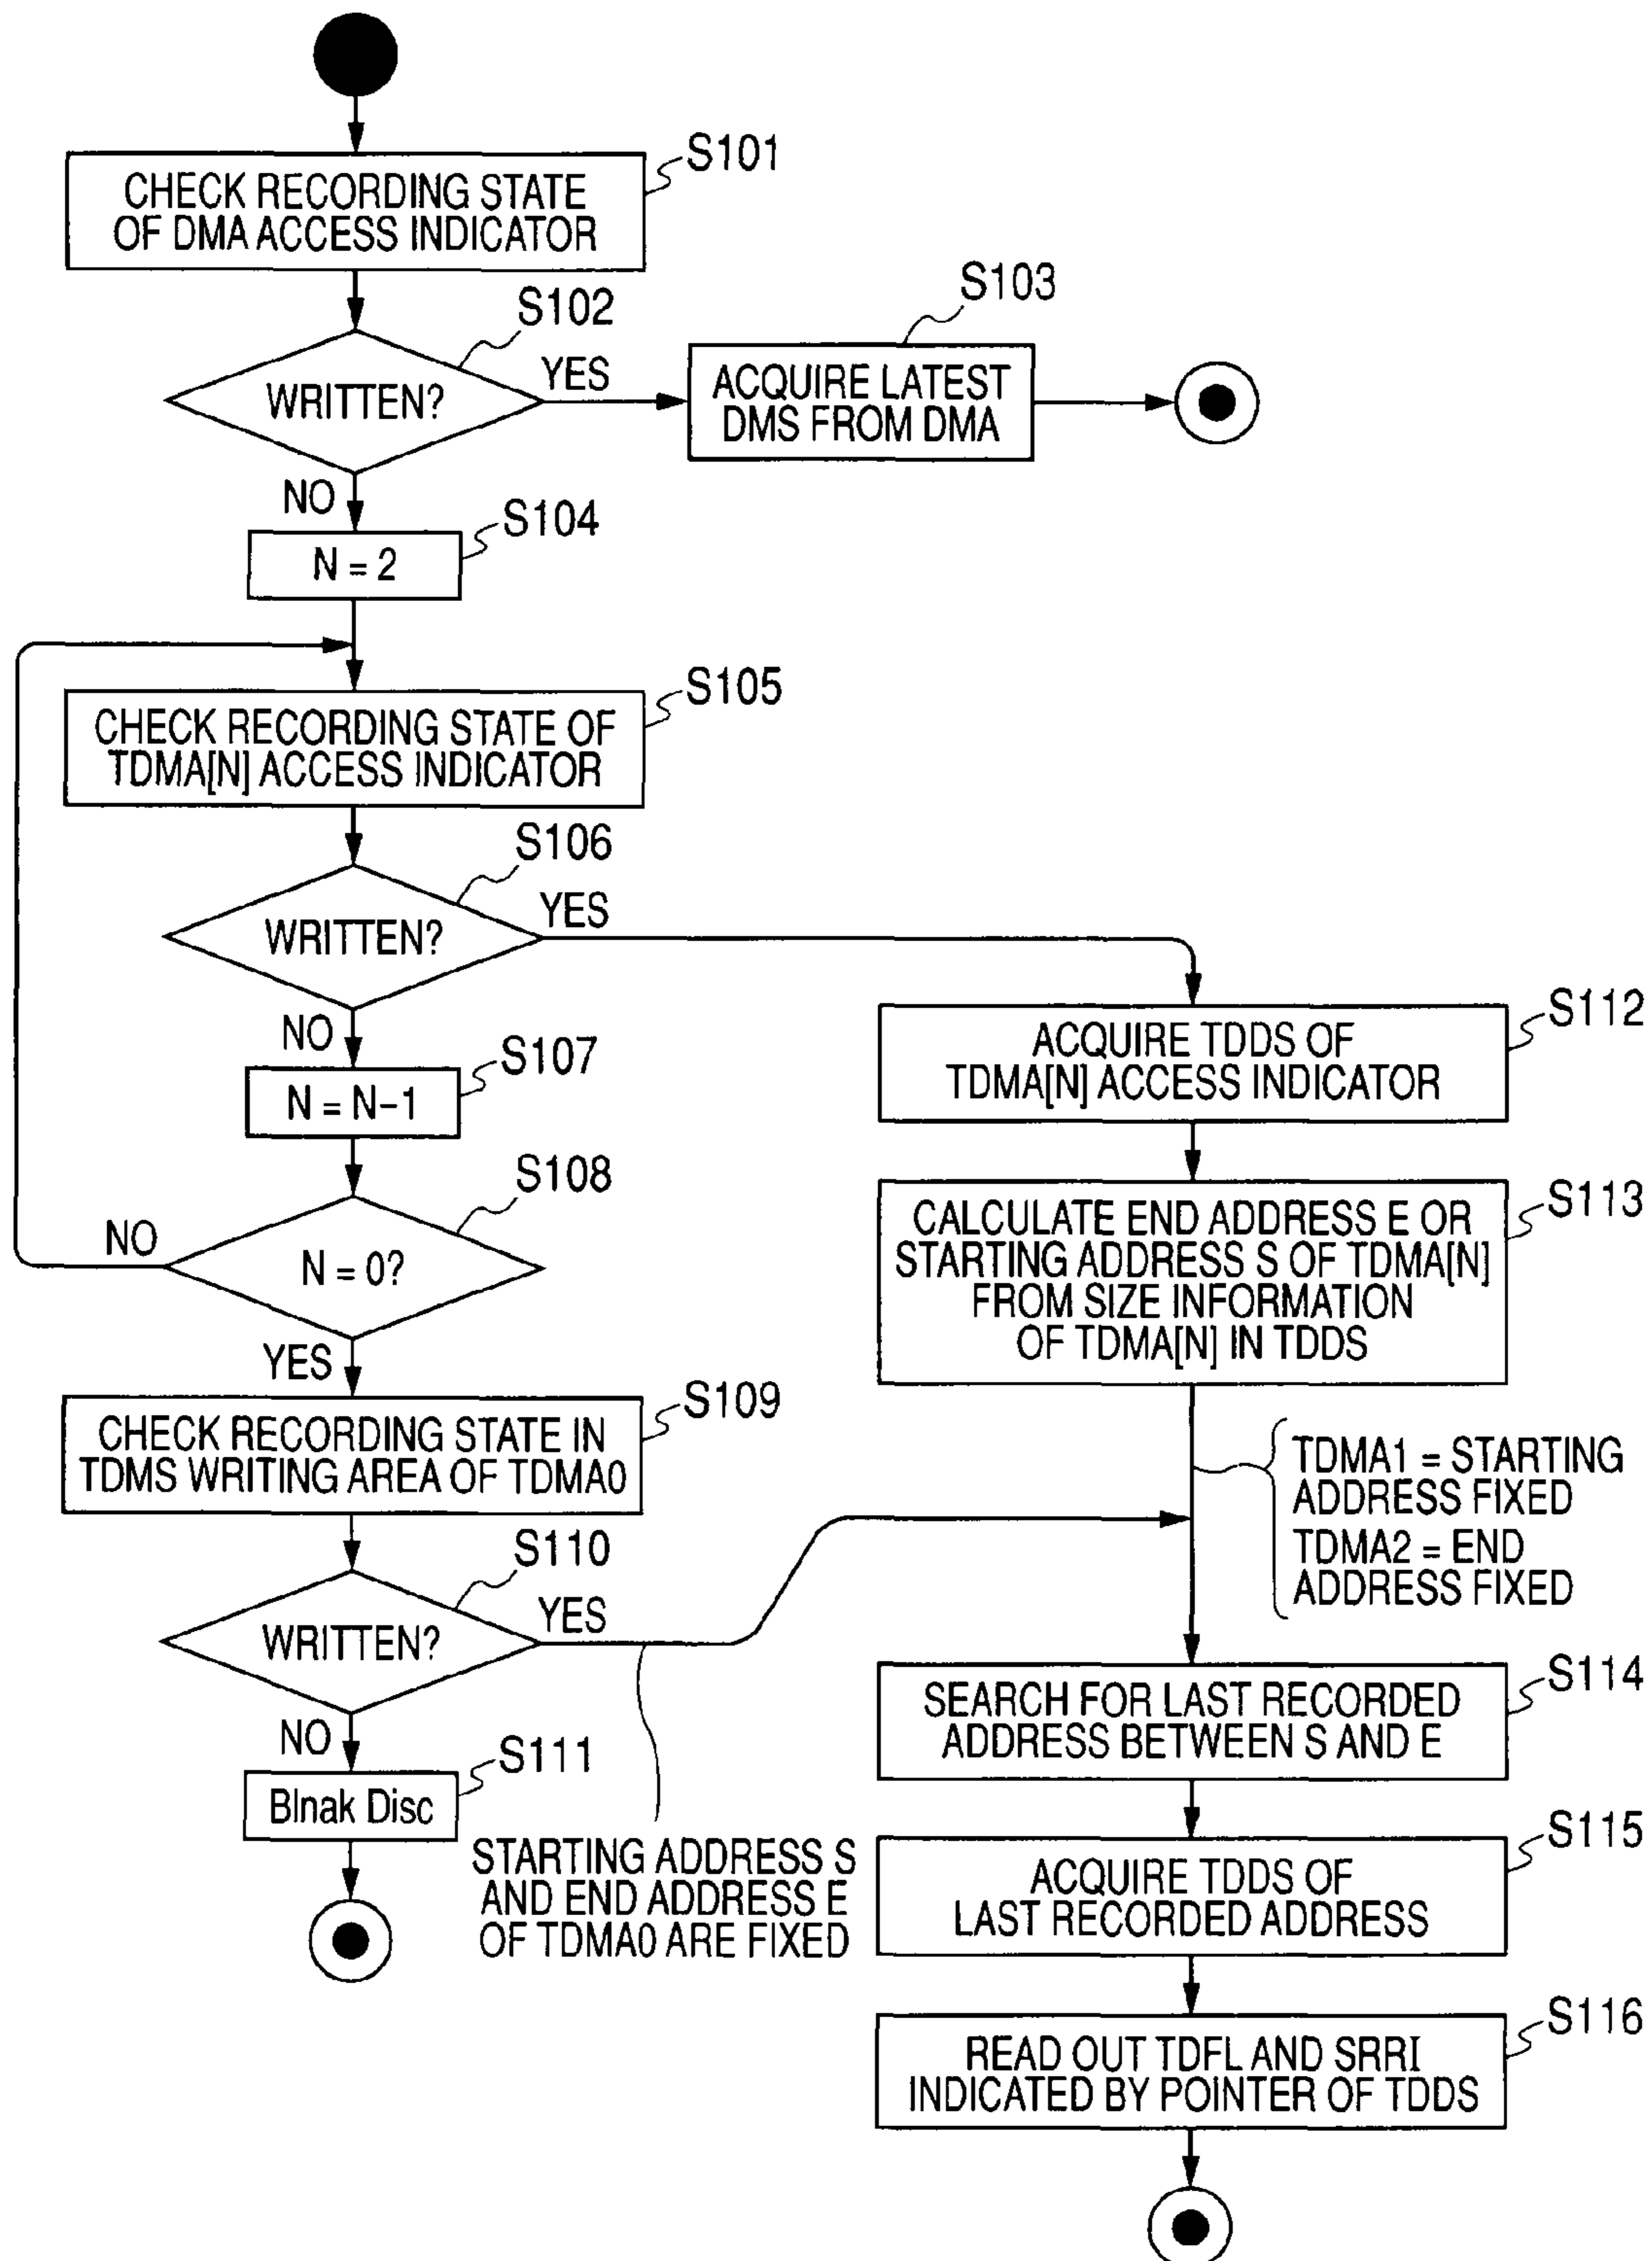 S101
CHECK RECORDING STATE
OF DMA ACCESS INDICATOR
S102
WRITTEN?
YES
NO
S103
ACQUIRE LATEST
DMS FROM DMA
S104
N = 2
S105
CHECK RECORDING STATE OF
TDMA[N] ACCESS INDICATOR
S106
WRITTEN?
YES
NO
S107
N = N–1
S108
N = 0?
NO
YES
S109
CHECK RECORDING STATE IN
TDMS WRITING AREA OF TDMA0
S110
WRITTEN?
YES
NO
S111
Blnak Disc
STARTING ADDRESS S
AND END ADDRESS E
OF TDMA0 ARE FIXED
S112
ACQUIRE TDDS OF
TDMA[N] ACCESS INDICATOR
S113
CALCULATE END ADDRESS E OR
STARTING ADDRESS S OF TDMA[N]
FROM SIZE INFORMATION
OF TDMA[N] IN TDDS
TDMA1 = STARTING
ADDRESS FIXED
TDMA2 = END
ADDRESS FIXED
S114
SEARCH FOR LAST RECORDED
ADDRESS BETWEEN S AND E
S115
ACQUIRE TDDS OF
LAST RECORDED ADDRESS
S116
READ OUT TDFL AND SRRI
INDICATED BY POINTER OF TDDS